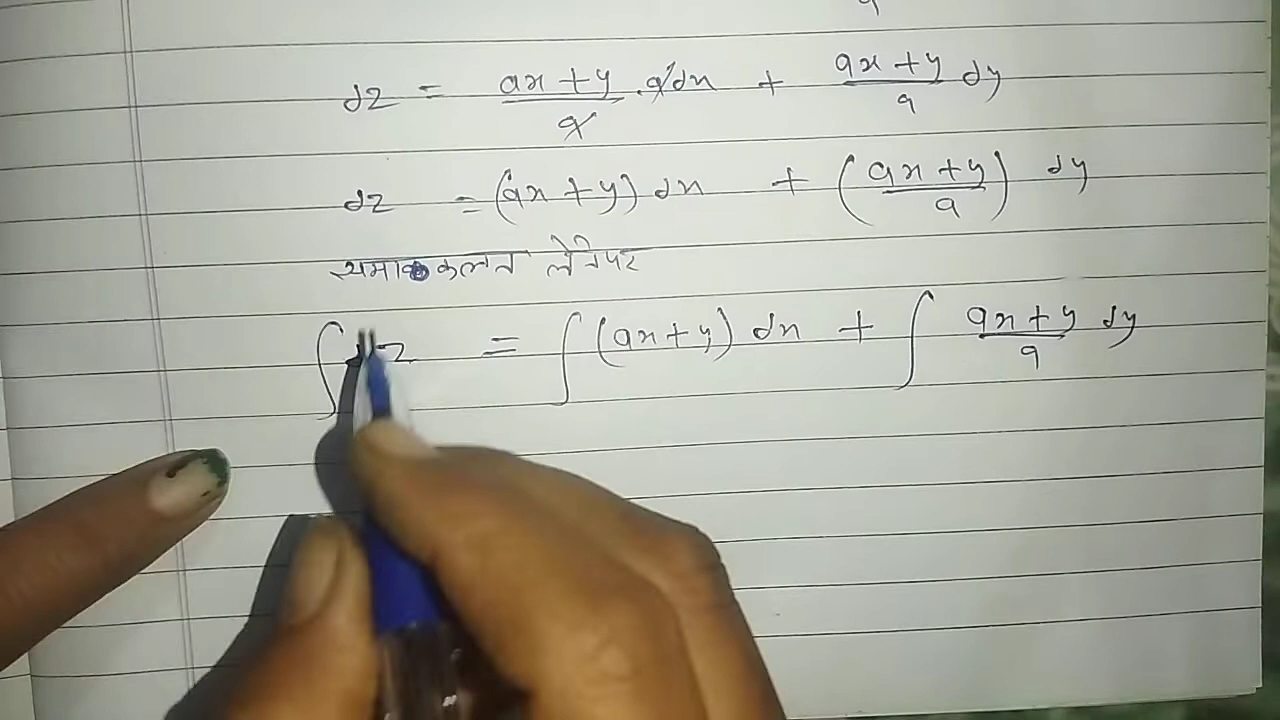 dz = ax + y / a . a dx + ax + y / a dy
dz = (ax + y) dx + (ax + y / a) dy
समाकलन लेनेपर
∫ dz = ∫ (ax + y) dx + ∫ ax + y / a dy